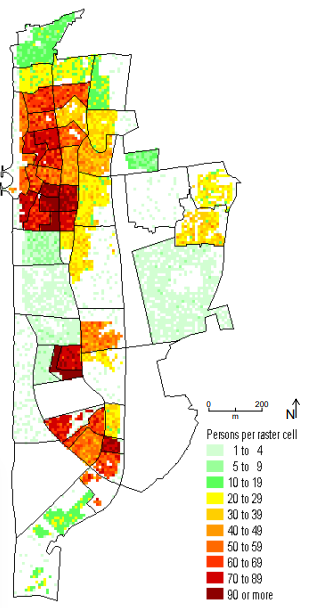 0 200
m
N
Persons per raster cell
1 to 4
5 to 9
10 to 19
20 to 29
30 to 39
40 to 49
50 to 59
60 to 69
70 to 89
90 or more